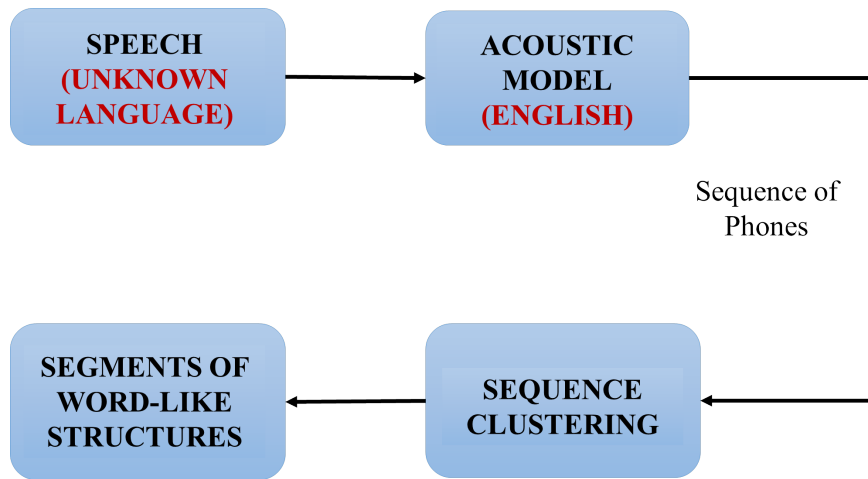 SPEECH
(UNKNOWN
LANGUAGE)
ACOUSTIC
MODEL
(ENGLISH)
Sequence of
Phones
SEQUENCE
CLUSTERING
SEGMENTS OF
WORD-LIKE
STRUCTURES